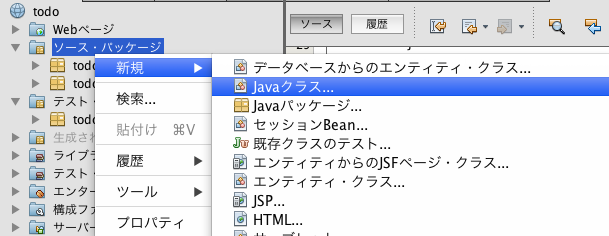 todo
Webページ
ソース・パッケージ
todo
todo
テスト・
todo
生成され
ライブラ
テスト・
エンター
構成ファ
サーバー
ソース
履歴
新規
検索...
貼付け ⌘V
履歴
ツール
プロパティ
データベースからのエンティティ・クラス...
Javaクラス...
Javaパッケージ...
セッションBean...
既存クラスのテスト...
エンティティからのJSFページ・クラス...
エンティティ・クラス...
JSP...
HTML...